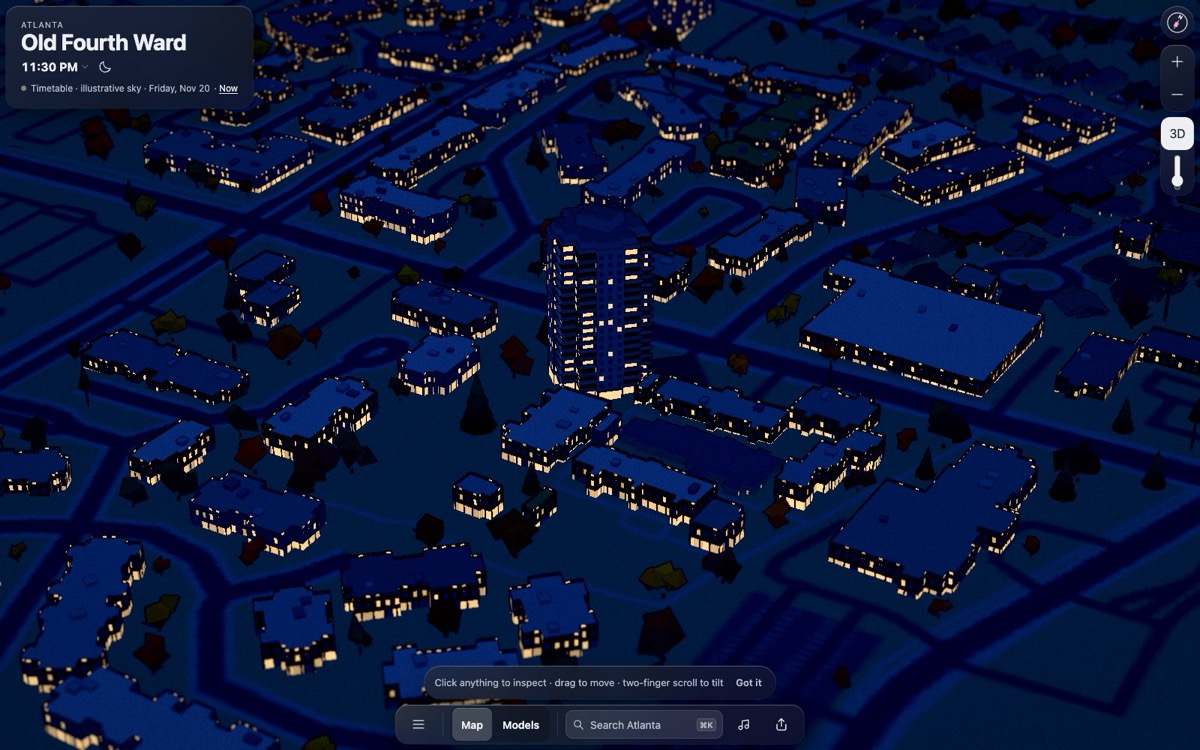 ATLANTA
Old Fourth Ward
11:30 PM
Timetable · illustrative sky · Friday, Nov 20 · Now
3D
Click anything to inspect · drag to move · two-finger scroll to tilt Got it
Map Models Search Atlanta ⌘K